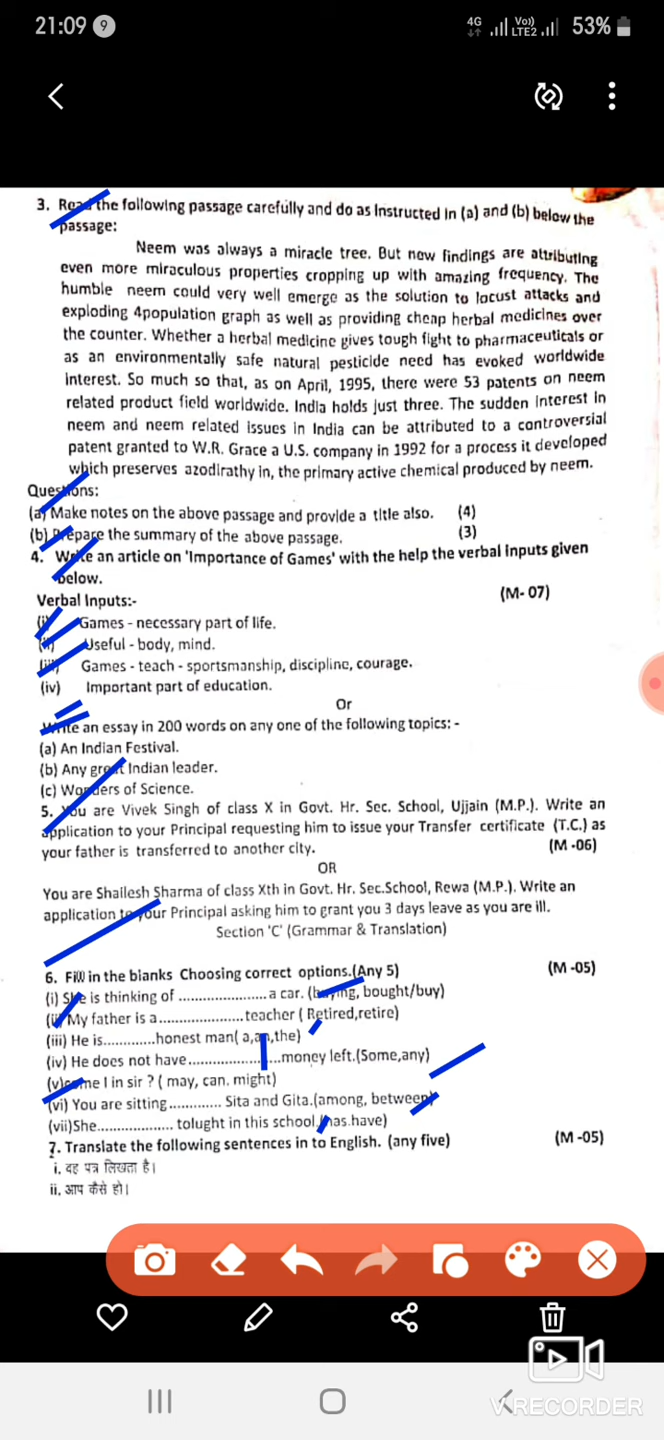 21:09 9 4G Vo)) LTE2 53%
3. Read the following passage carefully and do as instructed in (a) and (b) below the
passage:
Neem was always a miracle tree. But new findings are attributing
even more miraculous properties cropping up with amazing frequency. The
humble neem could very well emerge as the solution to locust attacks and
exploding 4population graph as well as providing cheap herbal medicines over
the counter. Whether a herbal medicine gives tough fight to pharmaceuticals or
as an environmentally safe natural pesticide need has evoked worldwide
interest. So much so that, as on April, 1995, there were 53 patents on neem
related product field worldwide. India holds just three. The sudden interest in
neem and neem related issues in India can be attributed to a controversial
patent granted to W.R. Grace a U.S. company in 1992 for a process it developed
which preserves azodirathy in, the primary active chemical produced by neem.
Questions:
(a) Make notes on the above passage and provide a title also. (4)
(b) Prepare the summary of the above passage. (3)
4. Write an article on 'Importance of Games' with the help the verbal inputs given
below.
(M- 07)
Verbal Inputs:-
(i) Games - necessary part of life.
(ii) Useful - body, mind.
(iii) Games - teach - sportsmanship, discipline, courage.
(iv) Important part of education.
Or
Write an essay in 200 words on any one of the following topics: -
(a) An Indian Festival.
(b) Any great Indian leader.
(c) Wonders of Science.
5. You are Vivek Singh of class X in Govt. Hr. Sec. School, Ujjain (M.P.). Write an
application to your Principal requesting him to issue your Transfer certificate (T.C.) as
your father is transferred to another city. (M -06)
OR
You are Shailesh Sharma of class Xth in Govt. Hr. Sec.School, Rewa (M.P.). Write an
application to your Principal asking him to grant you 3 days leave as you are ill.
Section 'C' (Grammar & Translation)
6. Fill in the blanks Choosing correct options.(Any 5) (M -05)
(i) She is thinking of ......................a car. (buying, bought/buy)
(ii) My father is a.....................teacher ( Retired,retire)
(iii) He is............honest man( a,an,the)
(iv) He does not have.......................money left.(Some,any)
(v)come I in sir ? ( may, can. might)
(vi) You are sitting............. Sita and Gita.(among, between)
(vii)She................... tolught in this school.(has.have)
7. Translate the following sentences in to English. (any five) (M -05)
i. दह पत्र लिखता है।
ii. आप कैसे हो।
V RECORDER